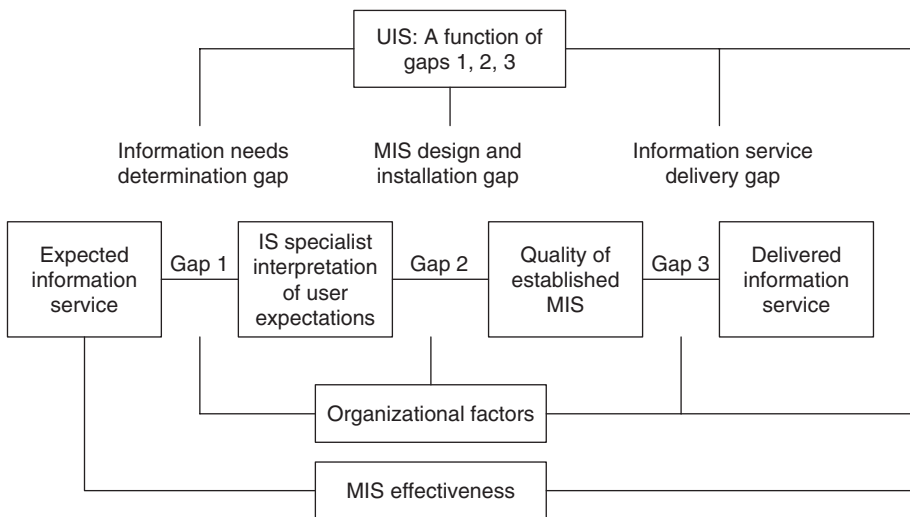 UIS: A function of
gaps 1, 2, 3
Information needs
determination gap
MIS design and
installation gap
Information service
delivery gap
Expected
information
service
Gap 1
IS specialist
interpretation
of user
expectations
Gap 2
Quality of
established
MIS
Gap 3
Delivered
information
service
Organizational factors
MIS effectiveness